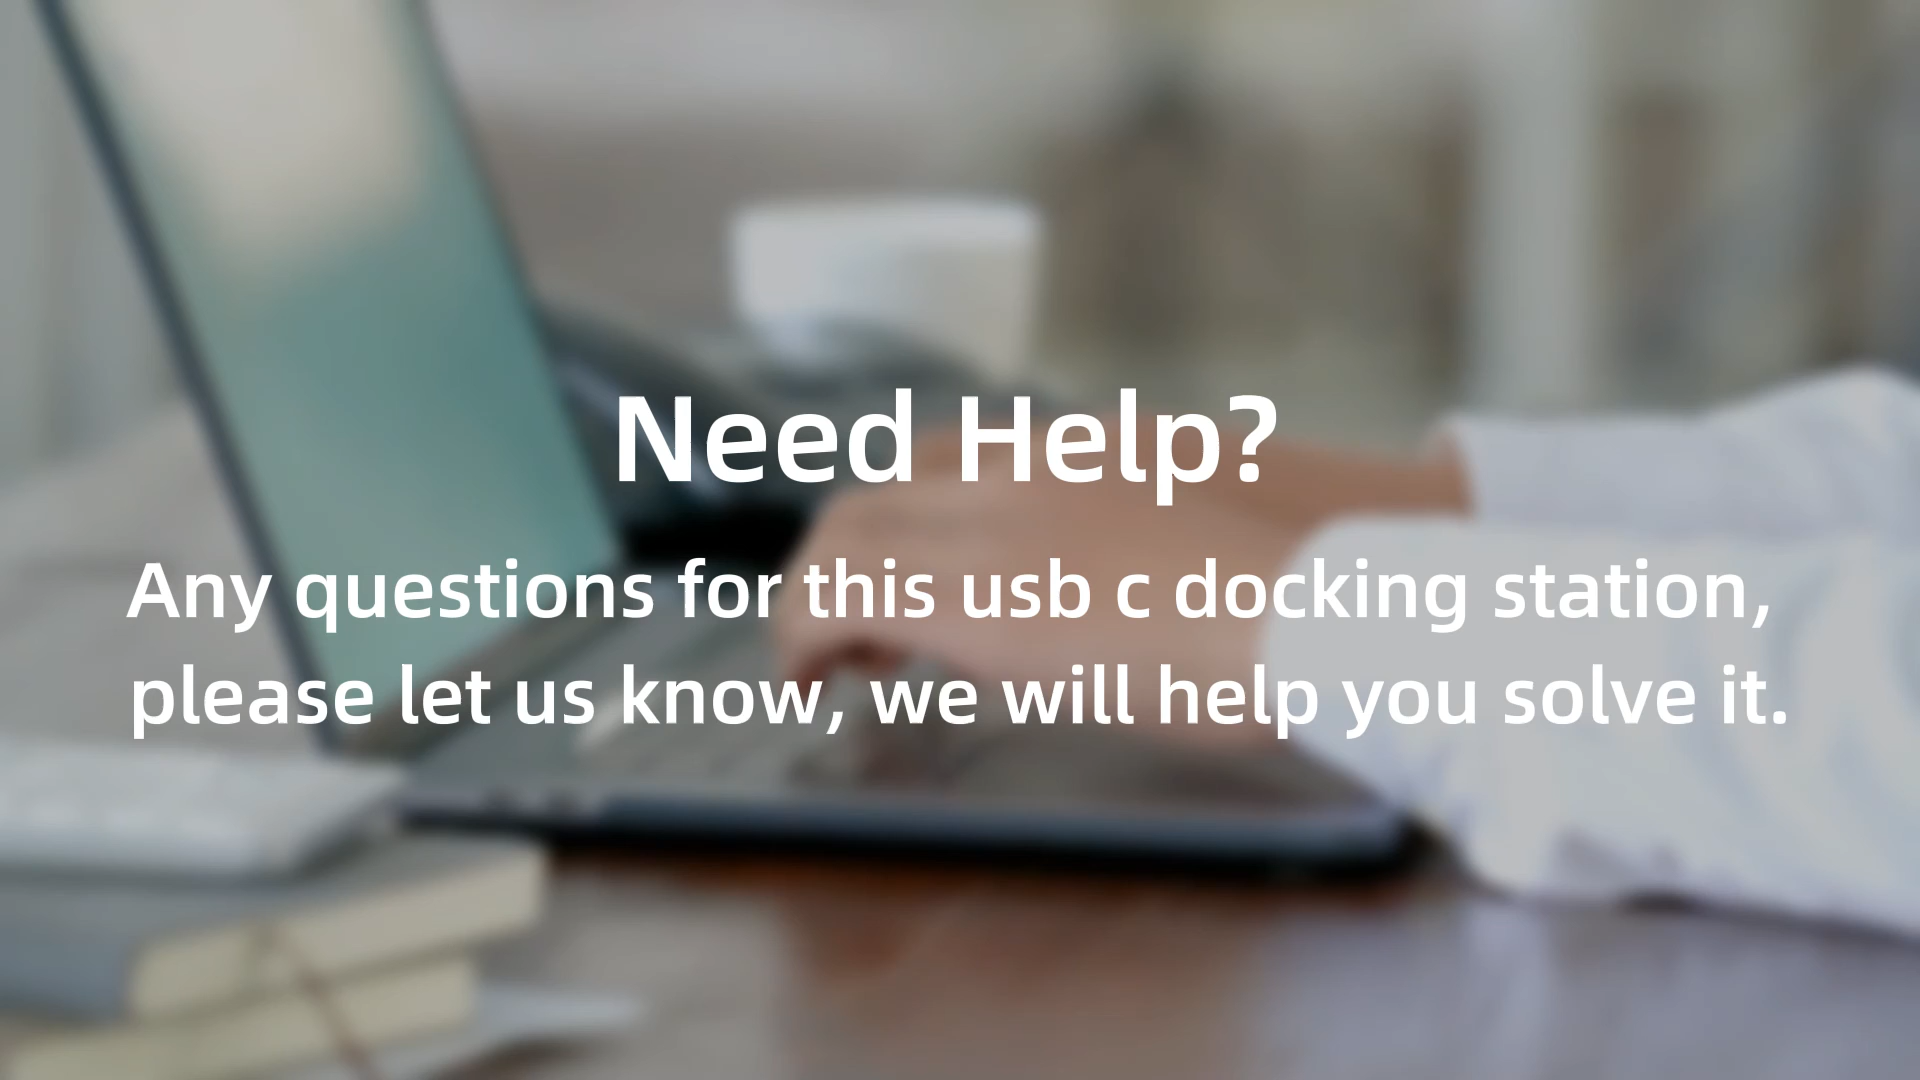 Need Help?
Any questions for this usb c docking station,
please let us know, we will help you solve it.